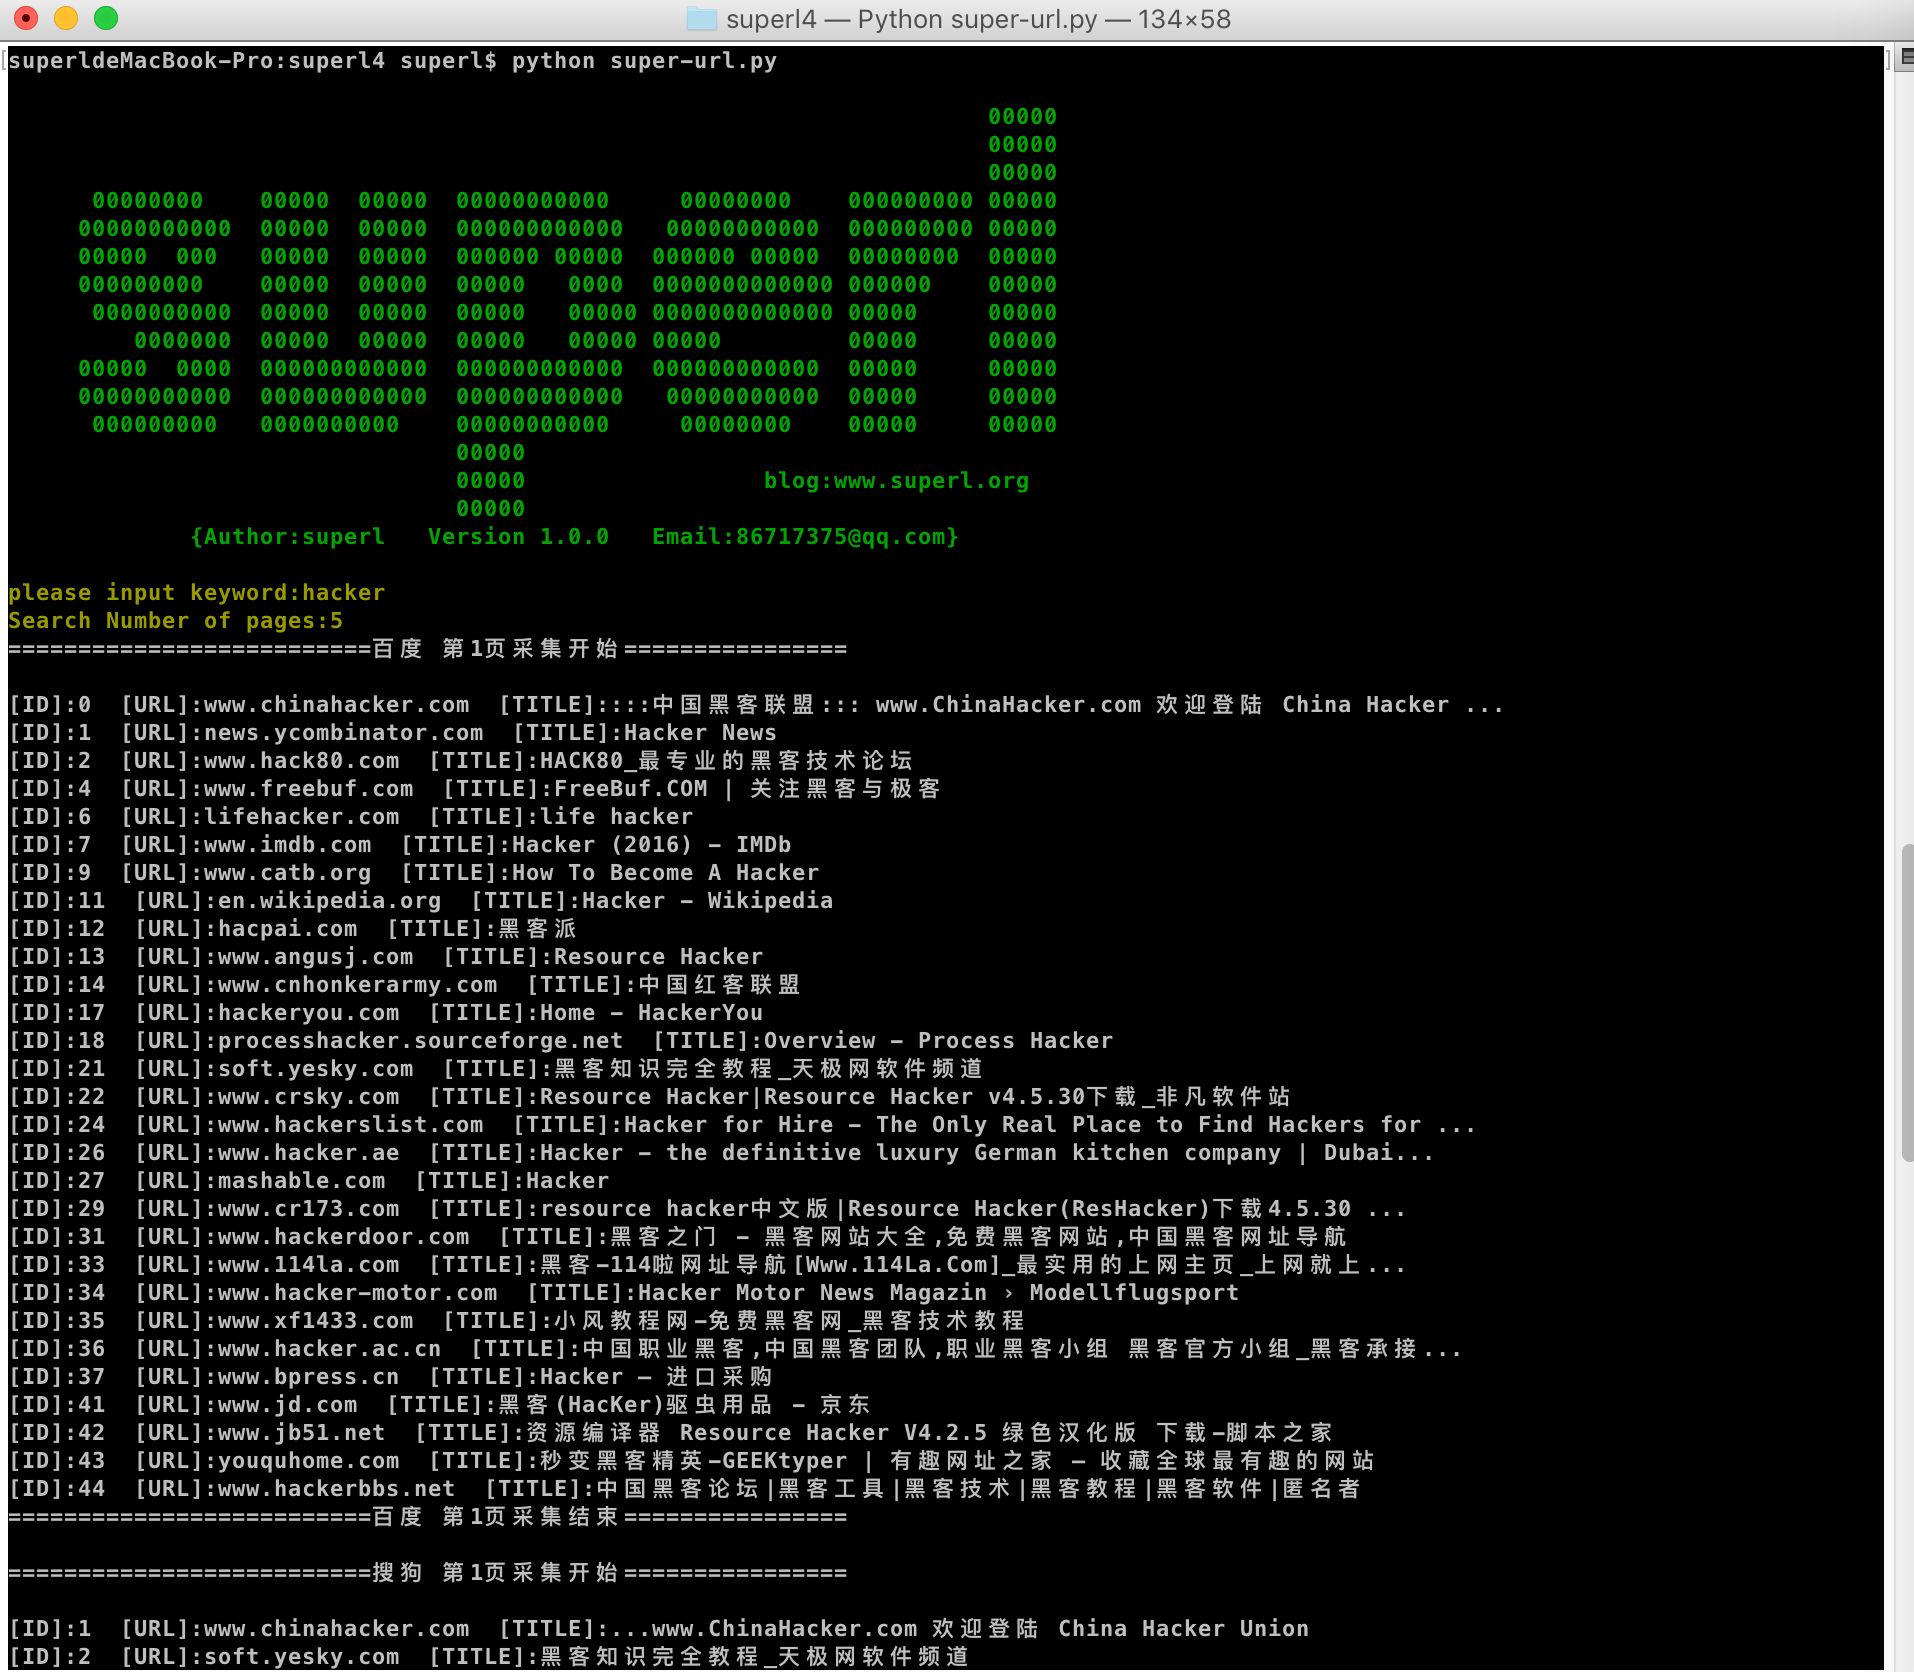 superl4 — Python super-url.py — 134×58
superldeMacBook-Pro:superl4 superl$ python super-url.py
00000
00000
00000
00000000 00000 00000 00000000000 00000000 000000000 00000
00000000000 00000 00000 000000000000 00000000000 000000000 00000
00000 000 00000 00000 000000 00000 000000 00000 00000000 00000
000000000 00000 00000 00000 0000 0000000000000 000000 00000
0000000000 00000 00000 00000 00000 0000000000000 00000 00000
0000000 00000 00000 00000 00000 00000 00000 00000
00000 0000 000000000000 000000000000 000000000000 00000 00000
00000000000 000000000000 000000000000 00000000000 00000 00000
000000000 0000000000 00000000000 00000000 00000 00000
00000
00000 blog:www.superl.org
00000
{Author:superl Version 1.0.0 Email:86717375@qq.com}
please input keyword:hacker
Search Number of pages:5
==========================百度 第1页采集开始================
[ID]:0 [URL]:www.chinahacker.com [TITLE]::::中国黑客联盟::: www.ChinaHacker.com 欢迎登陆 China Hacker ...
[ID]:1 [URL]:news.ycombinator.com [TITLE]:Hacker News
[ID]:2 [URL]:www.hack80.com [TITLE]:HACK80_最专业的黑客技术论坛
[ID]:4 [URL]:www.freebuf.com [TITLE]:FreeBuf.COM | 关注黑客与极客
[ID]:6 [URL]:lifehacker.com [TITLE]:life hacker
[ID]:7 [URL]:www.imdb.com [TITLE]:Hacker (2016) - IMDb
[ID]:9 [URL]:www.catb.org [TITLE]:How To Become A Hacker
[ID]:11 [URL]:en.wikipedia.org [TITLE]:Hacker - Wikipedia
[ID]:12 [URL]:hacpai.com [TITLE]:黑客派
[ID]:13 [URL]:www.angusj.com [TITLE]:Resource Hacker
[ID]:14 [URL]:www.cnhonkerarmy.com [TITLE]:中国红客联盟
[ID]:17 [URL]:hackeryou.com [TITLE]:Home - HackerYou
[ID]:18 [URL]:processhacker.sourceforge.net [TITLE]:Overview - Process Hacker
[ID]:21 [URL]:soft.yesky.com [TITLE]:黑客知识完全教程_天极网软件频道
[ID]:22 [URL]:www.crsky.com [TITLE]:Resource Hacker|Resource Hacker v4.5.30下载_非凡软件站
[ID]:24 [URL]:www.hackerslist.com [TITLE]:Hacker for Hire - The Only Real Place to Find Hackers for ...
[ID]:26 [URL]:www.hacker.ae [TITLE]:Hacker - the definitive luxury German kitchen company | Dubai...
[ID]:27 [URL]:mashable.com [TITLE]:Hacker
[ID]:29 [URL]:www.cr173.com [TITLE]:resource hacker中文版|Resource Hacker(ResHacker)下载4.5.30 ...
[ID]:31 [URL]:www.hackerdoor.com [TITLE]:黑客之门 - 黑客网站大全,免费黑客网站,中国黑客网址导航
[ID]:33 [URL]:www.114la.com [TITLE]:黑客-114啦网址导航[Www.114La.Com]_最实用的上网主页_上网就上...
[ID]:34 [URL]:www.hacker-motor.com [TITLE]:Hacker Motor News Magazin › Modellflugsport
[ID]:35 [URL]:www.xf1433.com [TITLE]:小风教程网-免费黑客网_黑客技术教程
[ID]:36 [URL]:www.hacker.ac.cn [TITLE]:中国职业黑客,中国黑客团队,职业黑客小组 黑客官方小组_黑客承接...
[ID]:37 [URL]:www.bpress.cn [TITLE]:Hacker – 进口采购
[ID]:41 [URL]:www.jd.com [TITLE]:黑客(HacKer)驱虫用品 - 京东
[ID]:42 [URL]:www.jb51.net [TITLE]:资源编译器 Resource Hacker V4.2.5 绿色汉化版 下载-脚本之家
[ID]:43 [URL]:youquhome.com [TITLE]:秒变黑客精英-GEEKtyper | 有趣网址之家 – 收藏全球最有趣的网站
[ID]:44 [URL]:www.hackerbbs.net [TITLE]:中国黑客论坛|黑客工具|黑客技术|黑客教程|黑客软件|匿名者
==========================百度 第1页采集结束================
==========================搜狗 第1页采集开始================
[ID]:1 [URL]:www.chinahacker.com [TITLE]:...www.ChinaHacker.com 欢迎登陆 China Hacker Union
[ID]:2 [URL]:soft.yesky.com [TITLE]:黑客知识完全教程_天极网软件频道